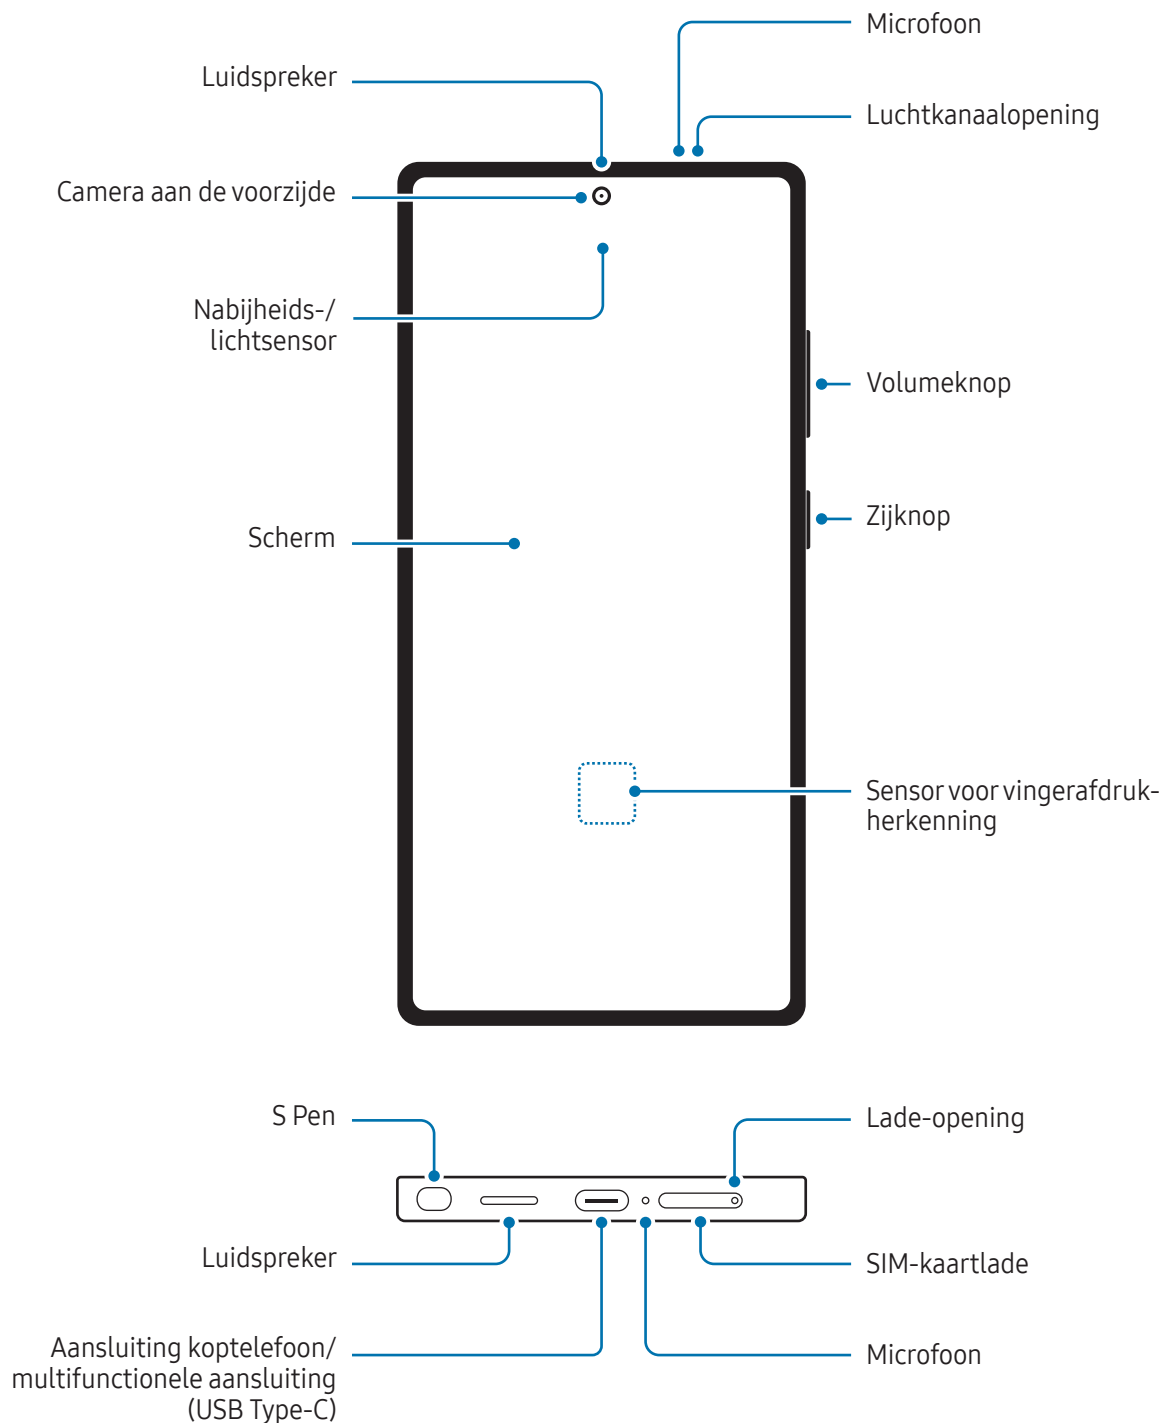 Microfoon
Luidspreker
Luchtkanaalopening
Camera aan de voorzijde
Nabijheids-/
lichtsensor
Volumeknop
Zijknop
Scherm
Sensor voor vingerafdruk-
herkenning
S Pen
Lade-opening
Luidspreker
SIM-kaartlade
Aansluiting koptelefoon/
multifunctionele aansluiting
(USB Type-C)
Microfoon